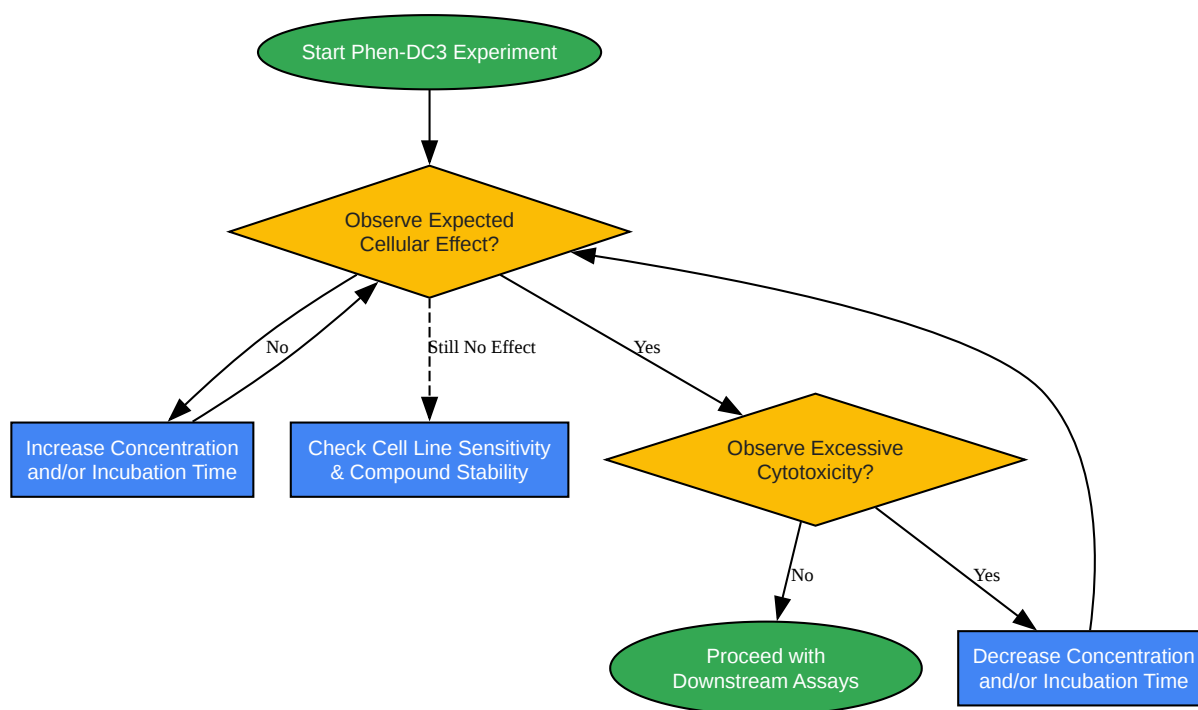 Start Phen-DC3 Experiment
Observe Expected
Cellular Effect?
No
Still No Effect
Yes
Increase Concentration
and/or Incubation Time
Check Cell Line Sensitivity
& Compound Stability
Observe Excessive
Cytotoxicity?
No
Yes
Proceed with
Downstream Assays
Decrease Concentration
and/or Incubation Time